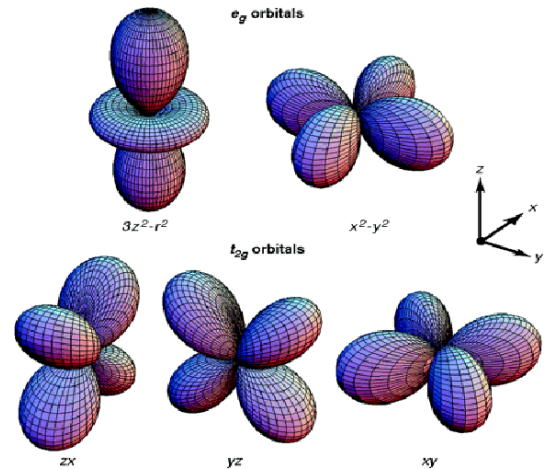 e_g orbitals
3z²-r²
x²-y²
z
x
y
t_2g orbitals
zx
yz
xy